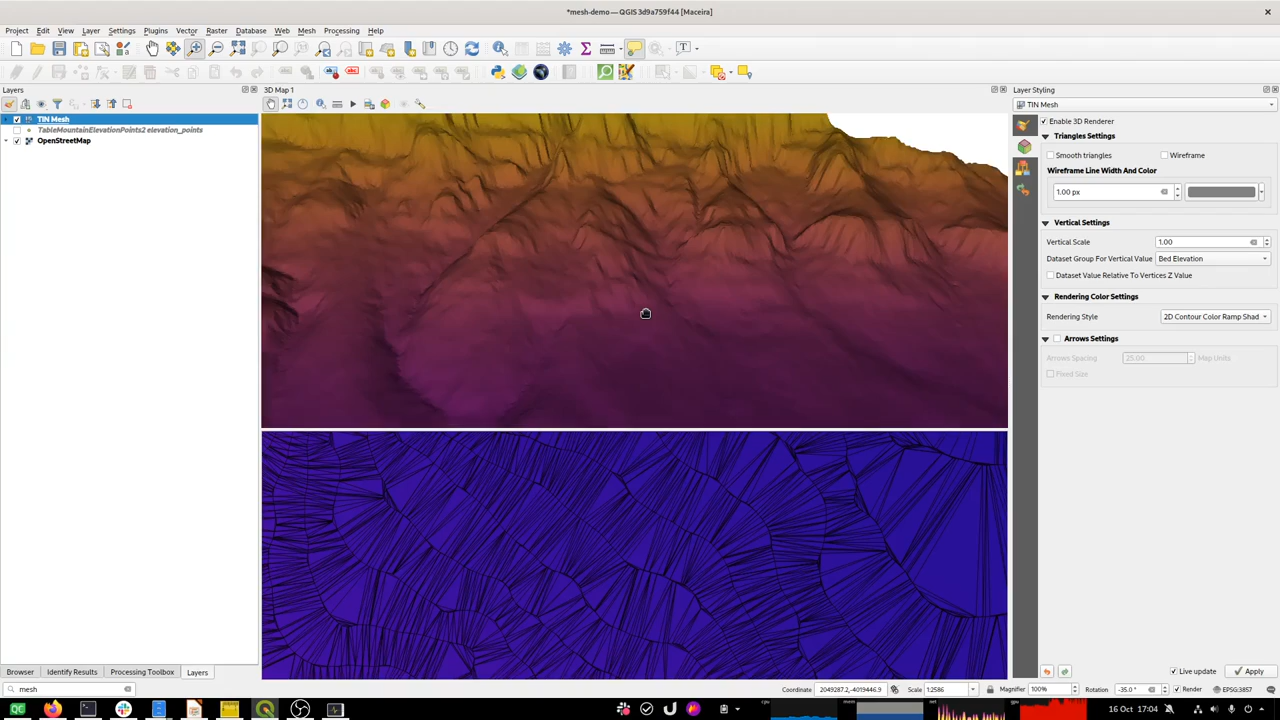 *mesh-demo — QGIS 3d9a759f44 [Maceira]
Project Edit View Layer Settings Plugins Vector Raster Database Web Mesh Processing Help
Layers
TIN Mesh
TableMountainElevationPoints2 elevation_points
OpenStreetMap
Browser Identify Results Processing Toolbox Layers
mesh
3D Map 1
Layer Styling
TIN Mesh
Enable 3D Renderer
Triangles Settings
Smooth triangles Wireframe
Wireframe Line Width And Color
1.00 px
Vertical Settings
Vertical Scale 1.00
Dataset Group For Vertical Value Bed Elevation
Dataset Value Relative To Vertices Z Value
Rendering Color Settings
Rendering Style 2D Contour Color Ramp Shad
Arrows Settings
Arrows Spacing 25.00 Map Units
Fixed Size
Live update Apply
Coordinate 2049287.2,-4019446.9 Scale 1:2586 Magnifier 100% Rotation -35.0 ° Render EPSG:3857
16 Oct 17:04